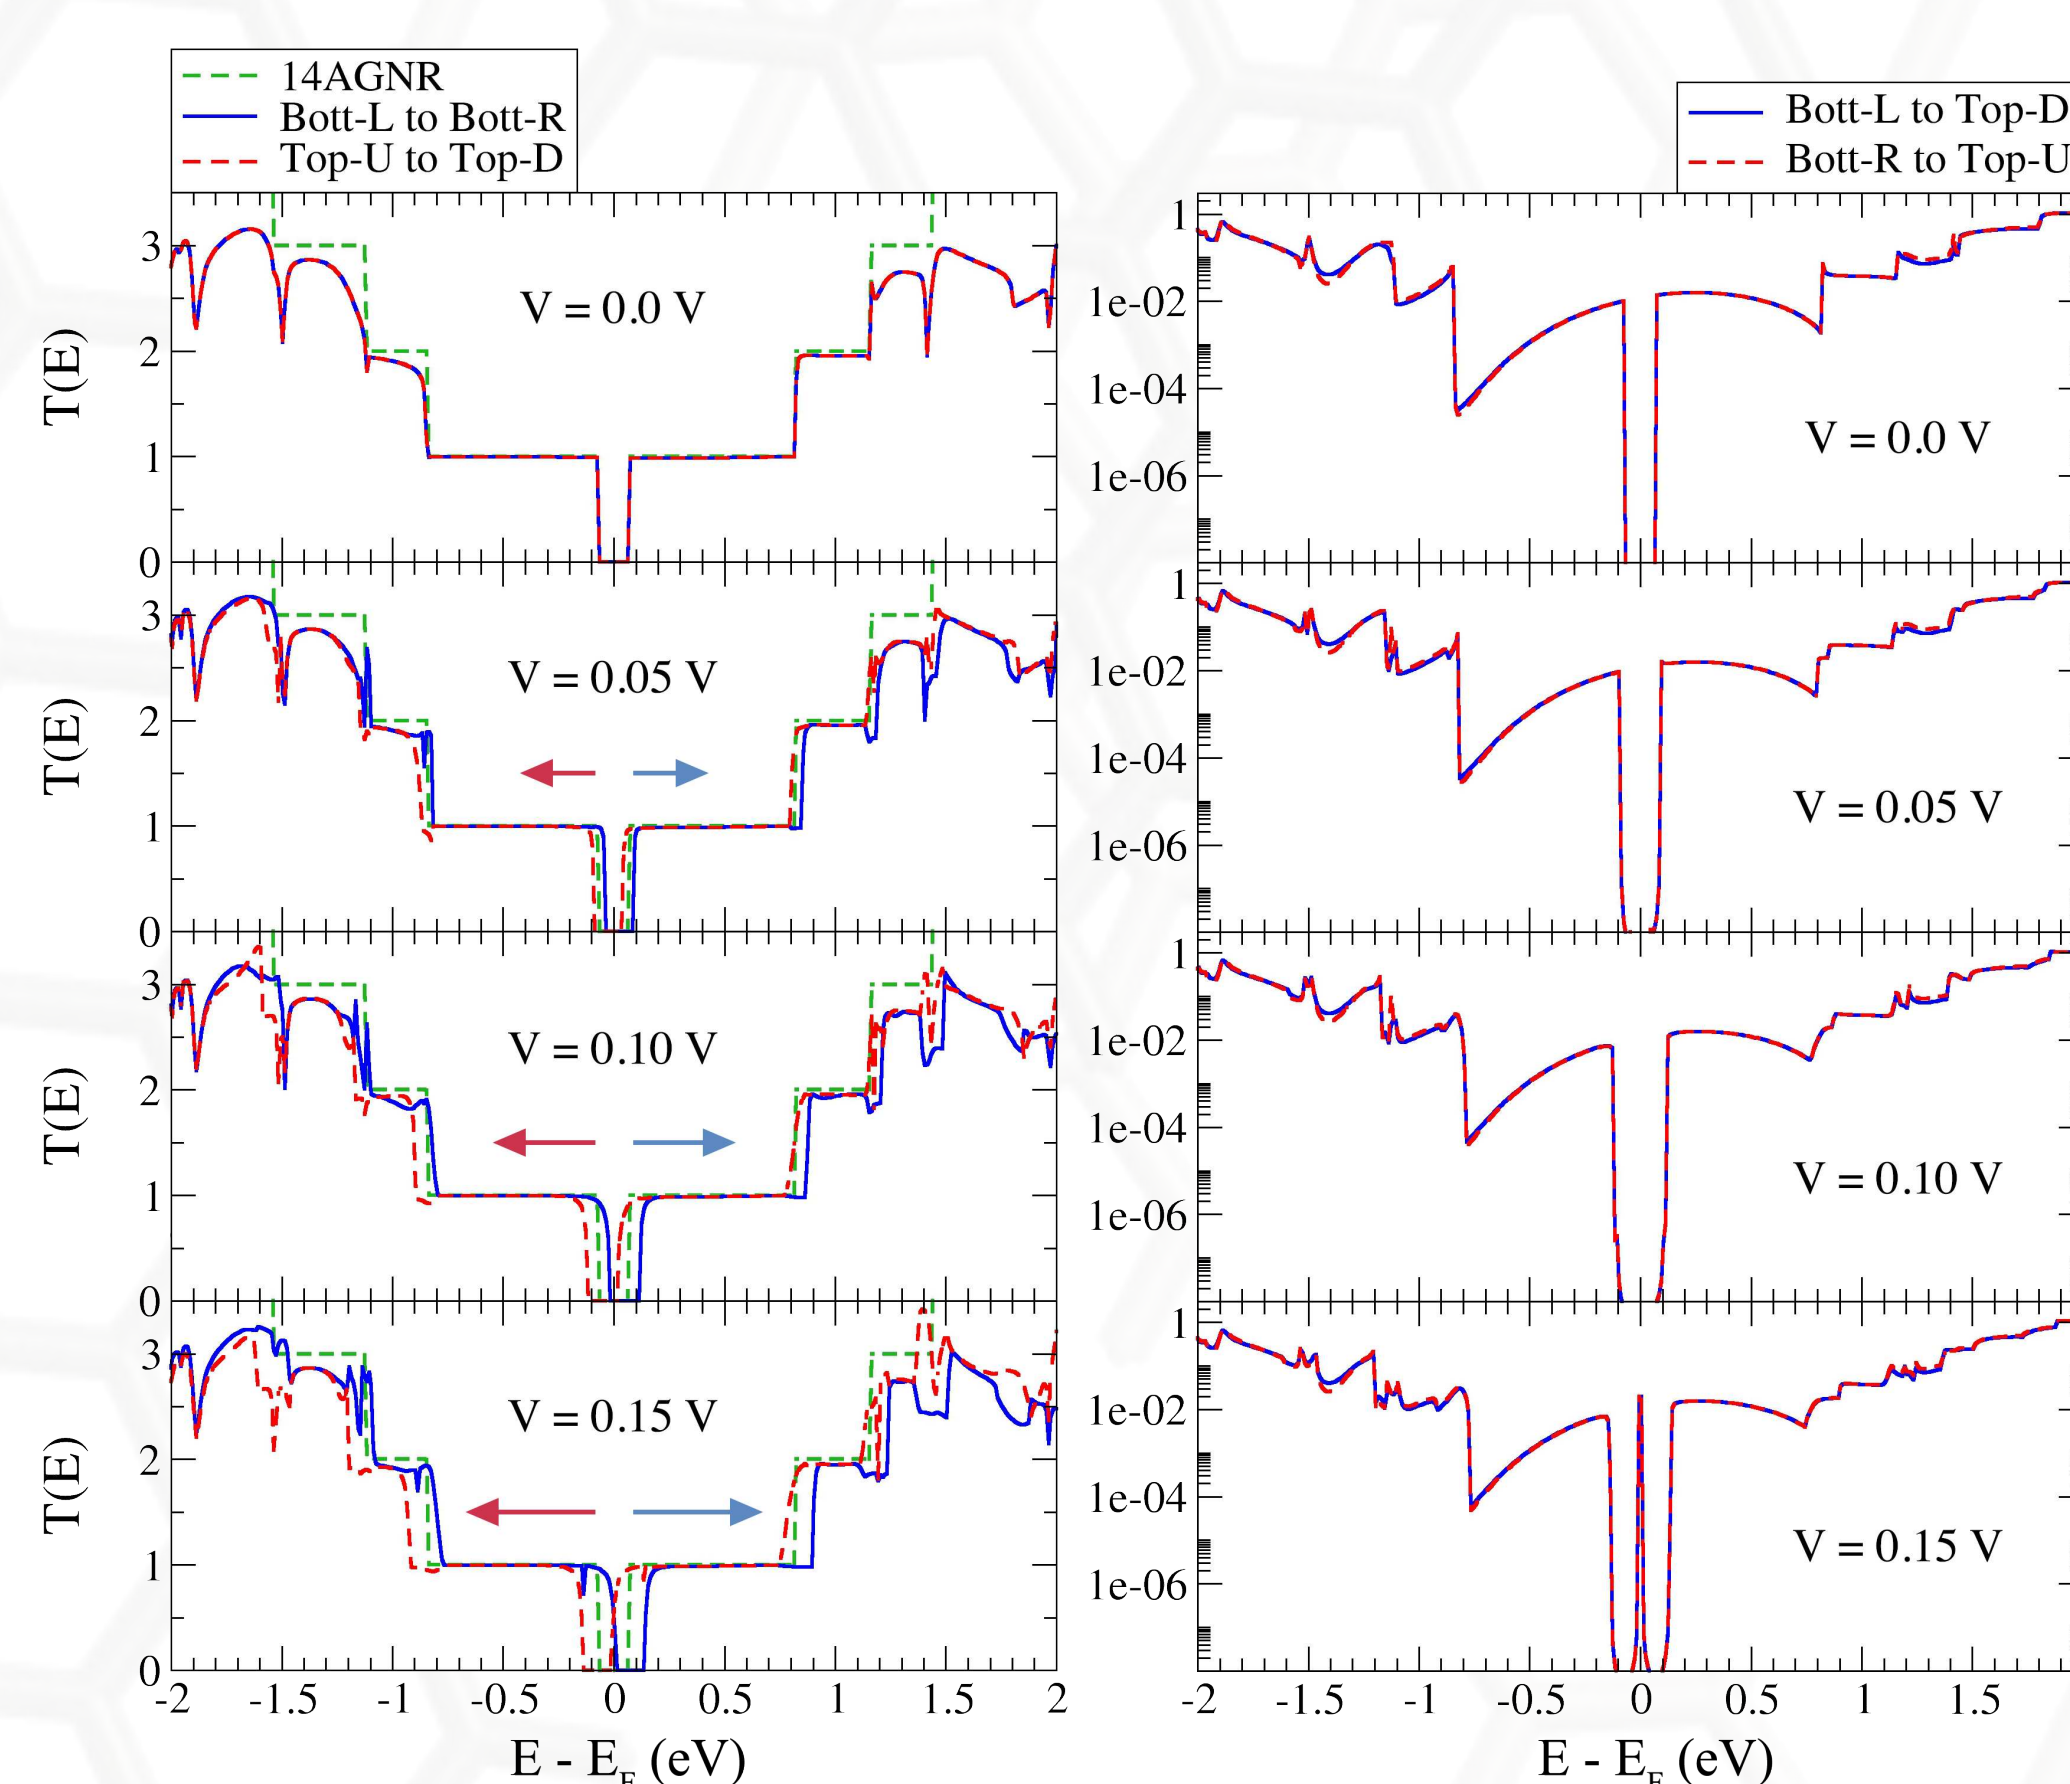 14AGNR
Bott-L to Bott-R
Top-U to Top-D
T(E)
3
2
1
0
V = 0.0 V
T(E)
3
2
1
0
V = 0.05 V
T(E)
3
2
1
0
V = 0.10 V
T(E)
3
2
1
0
V = 0.15 V
-2 -1.5 -1 -0.5 0 0.5 1 1.5 2
E - E_F (eV)
Bott-L to Top-D
Bott-R to Top-U
1
1e-02
1e-04
1e-06
V = 0.0 V
1
1e-02
1e-04
1e-06
V = 0.05 V
1
1e-02
1e-04
1e-06
V = 0.10 V
1
1e-02
1e-04
1e-06
V = 0.15 V
-2 -1.5 -1 -0.5 0 0.5 1 1.5
E - E_F (eV)